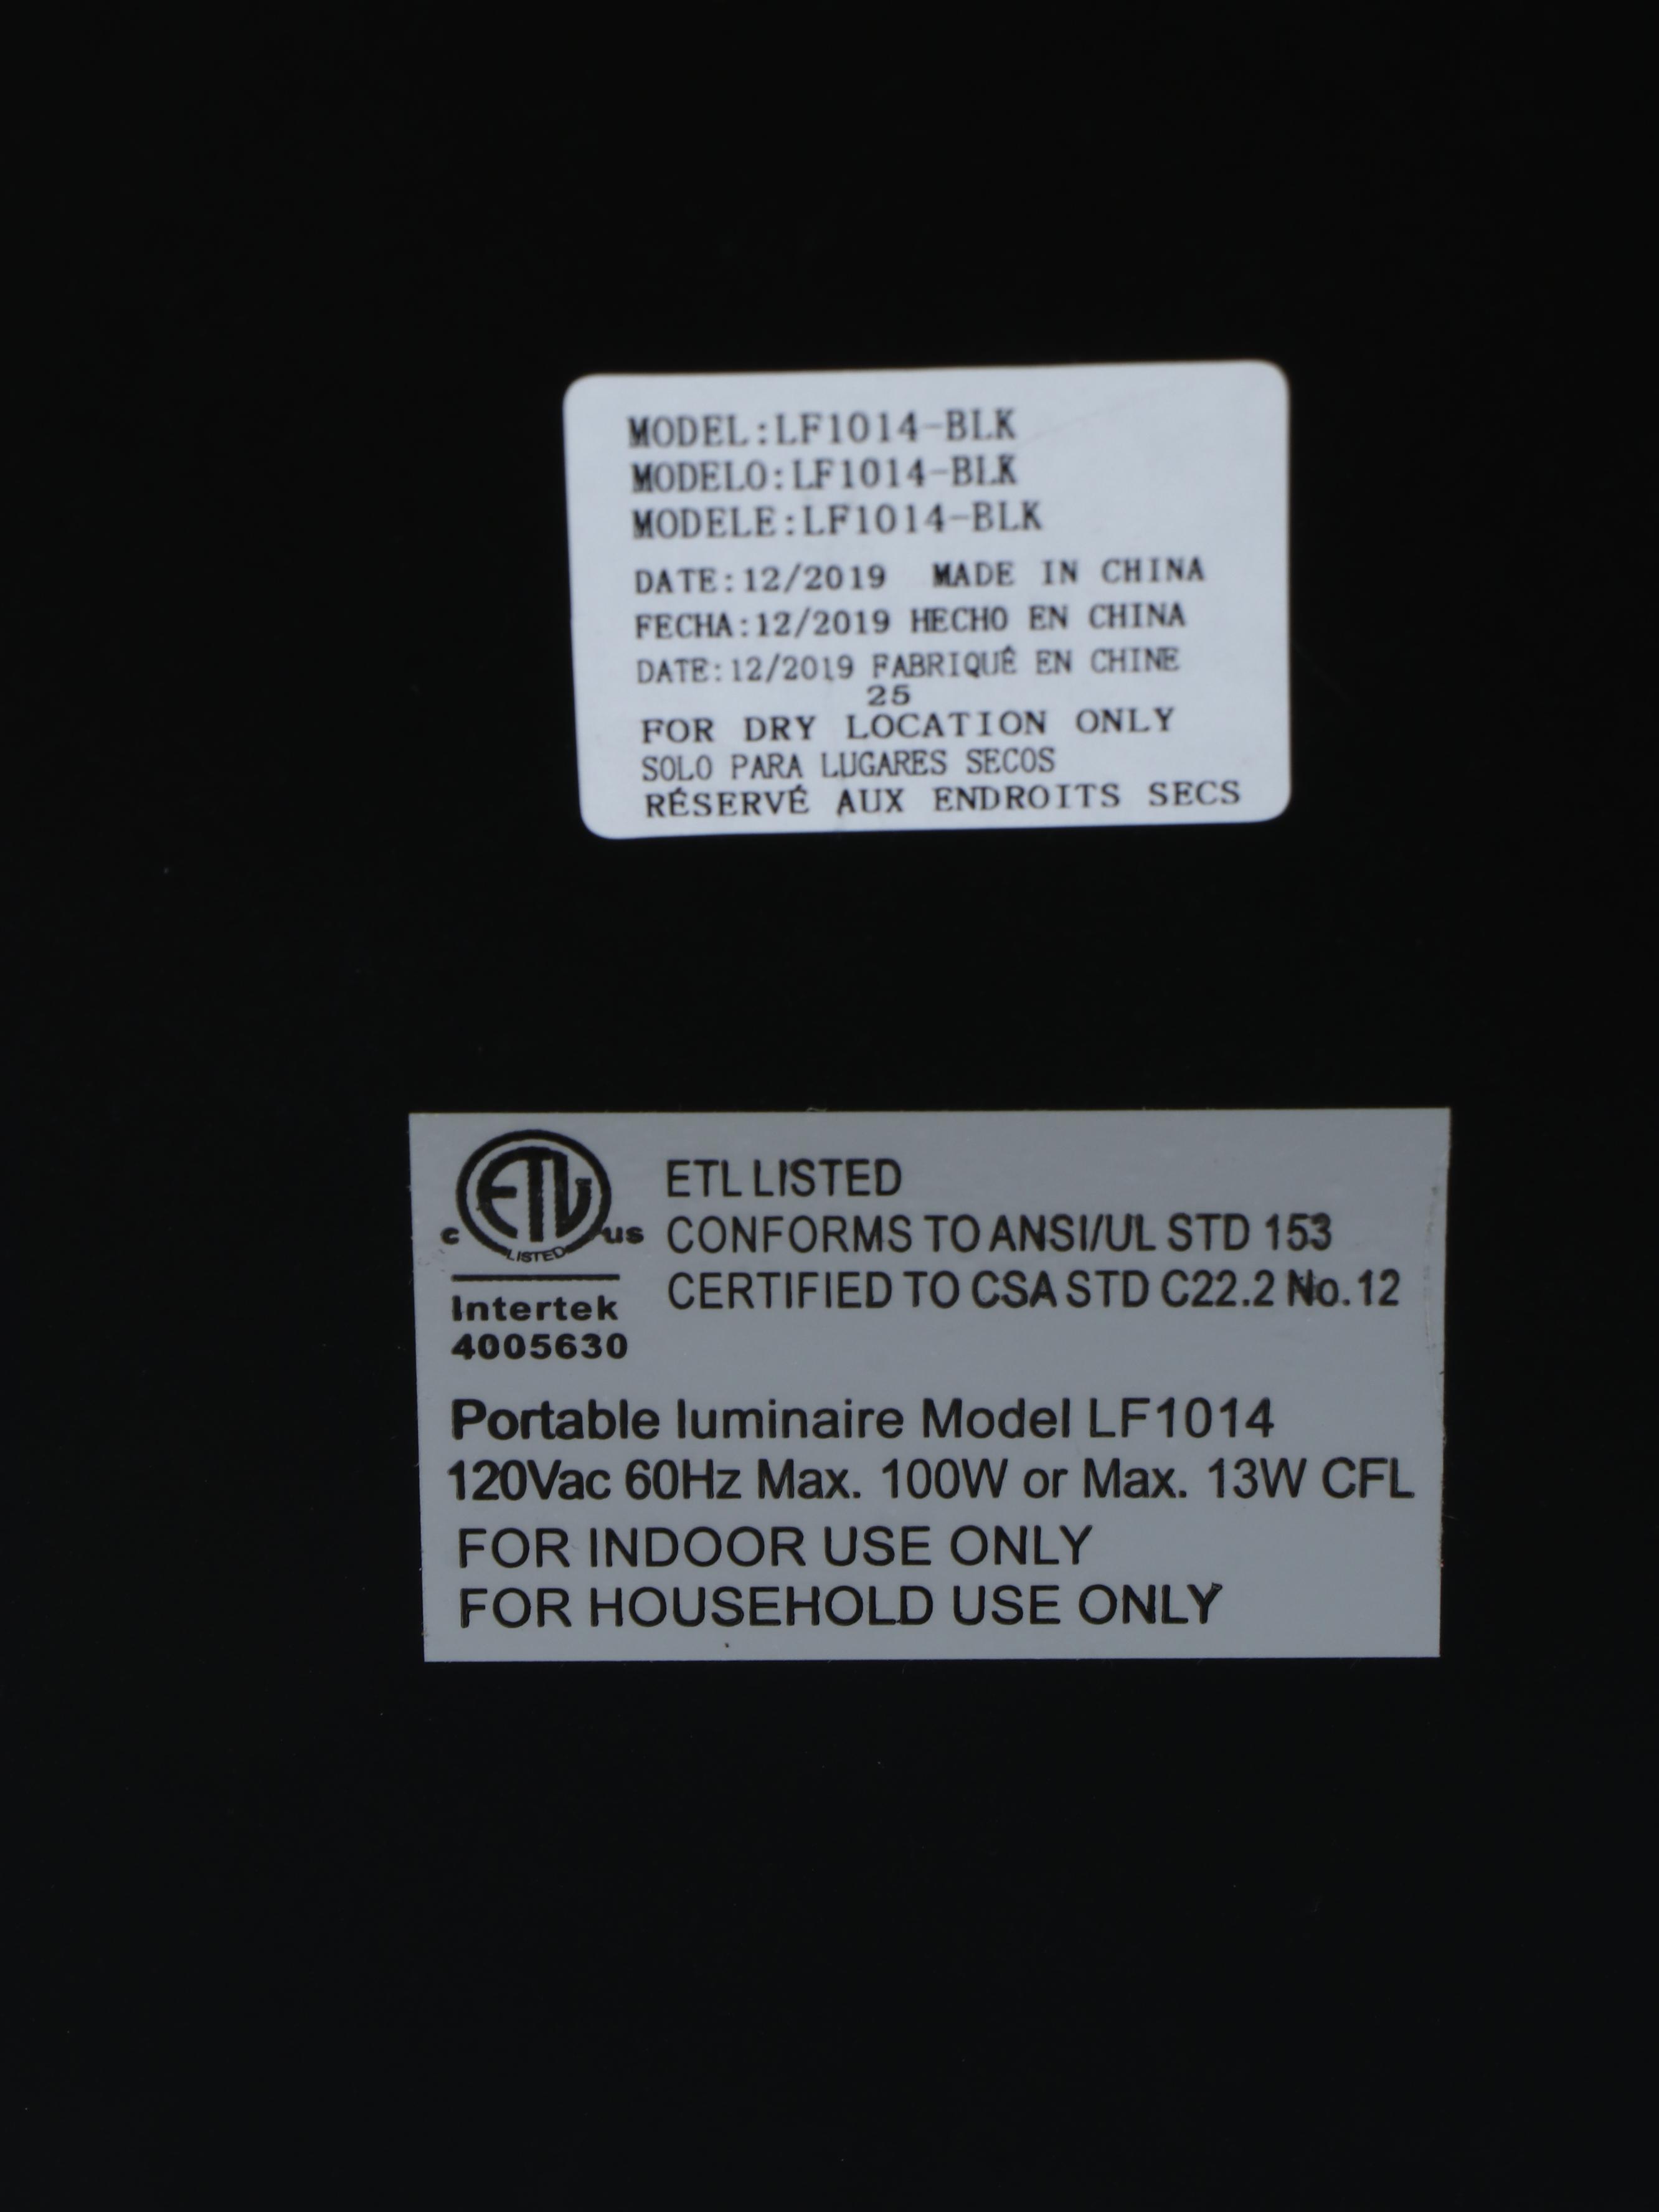 MODEL:LF1014-BLK
MODELO:LF1014-BLK
MODELE:LF1014-BLK
DATE:12/2019 MADE IN CHINA
FECHA:12/2019 HECHO EN CHINA
DATE:12/2019 FABRIQUÉ EN CHINE
25
FOR DRY LOCATION ONLY
SOLO PARA LUGARES SECOS
RÉSERVÉ AUX ENDROITS SECS
ETL
LISTED
c us
Intertek
4005630
ETL LISTED
CONFORMS TO ANSI/UL STD 153
CERTIFIED TO CSA STD C22.2 No.12
Portable luminaire Model LF1014
120Vac 60Hz Max. 100W or Max. 13W CFL
FOR INDOOR USE ONLY
FOR HOUSEHOLD USE ONLY